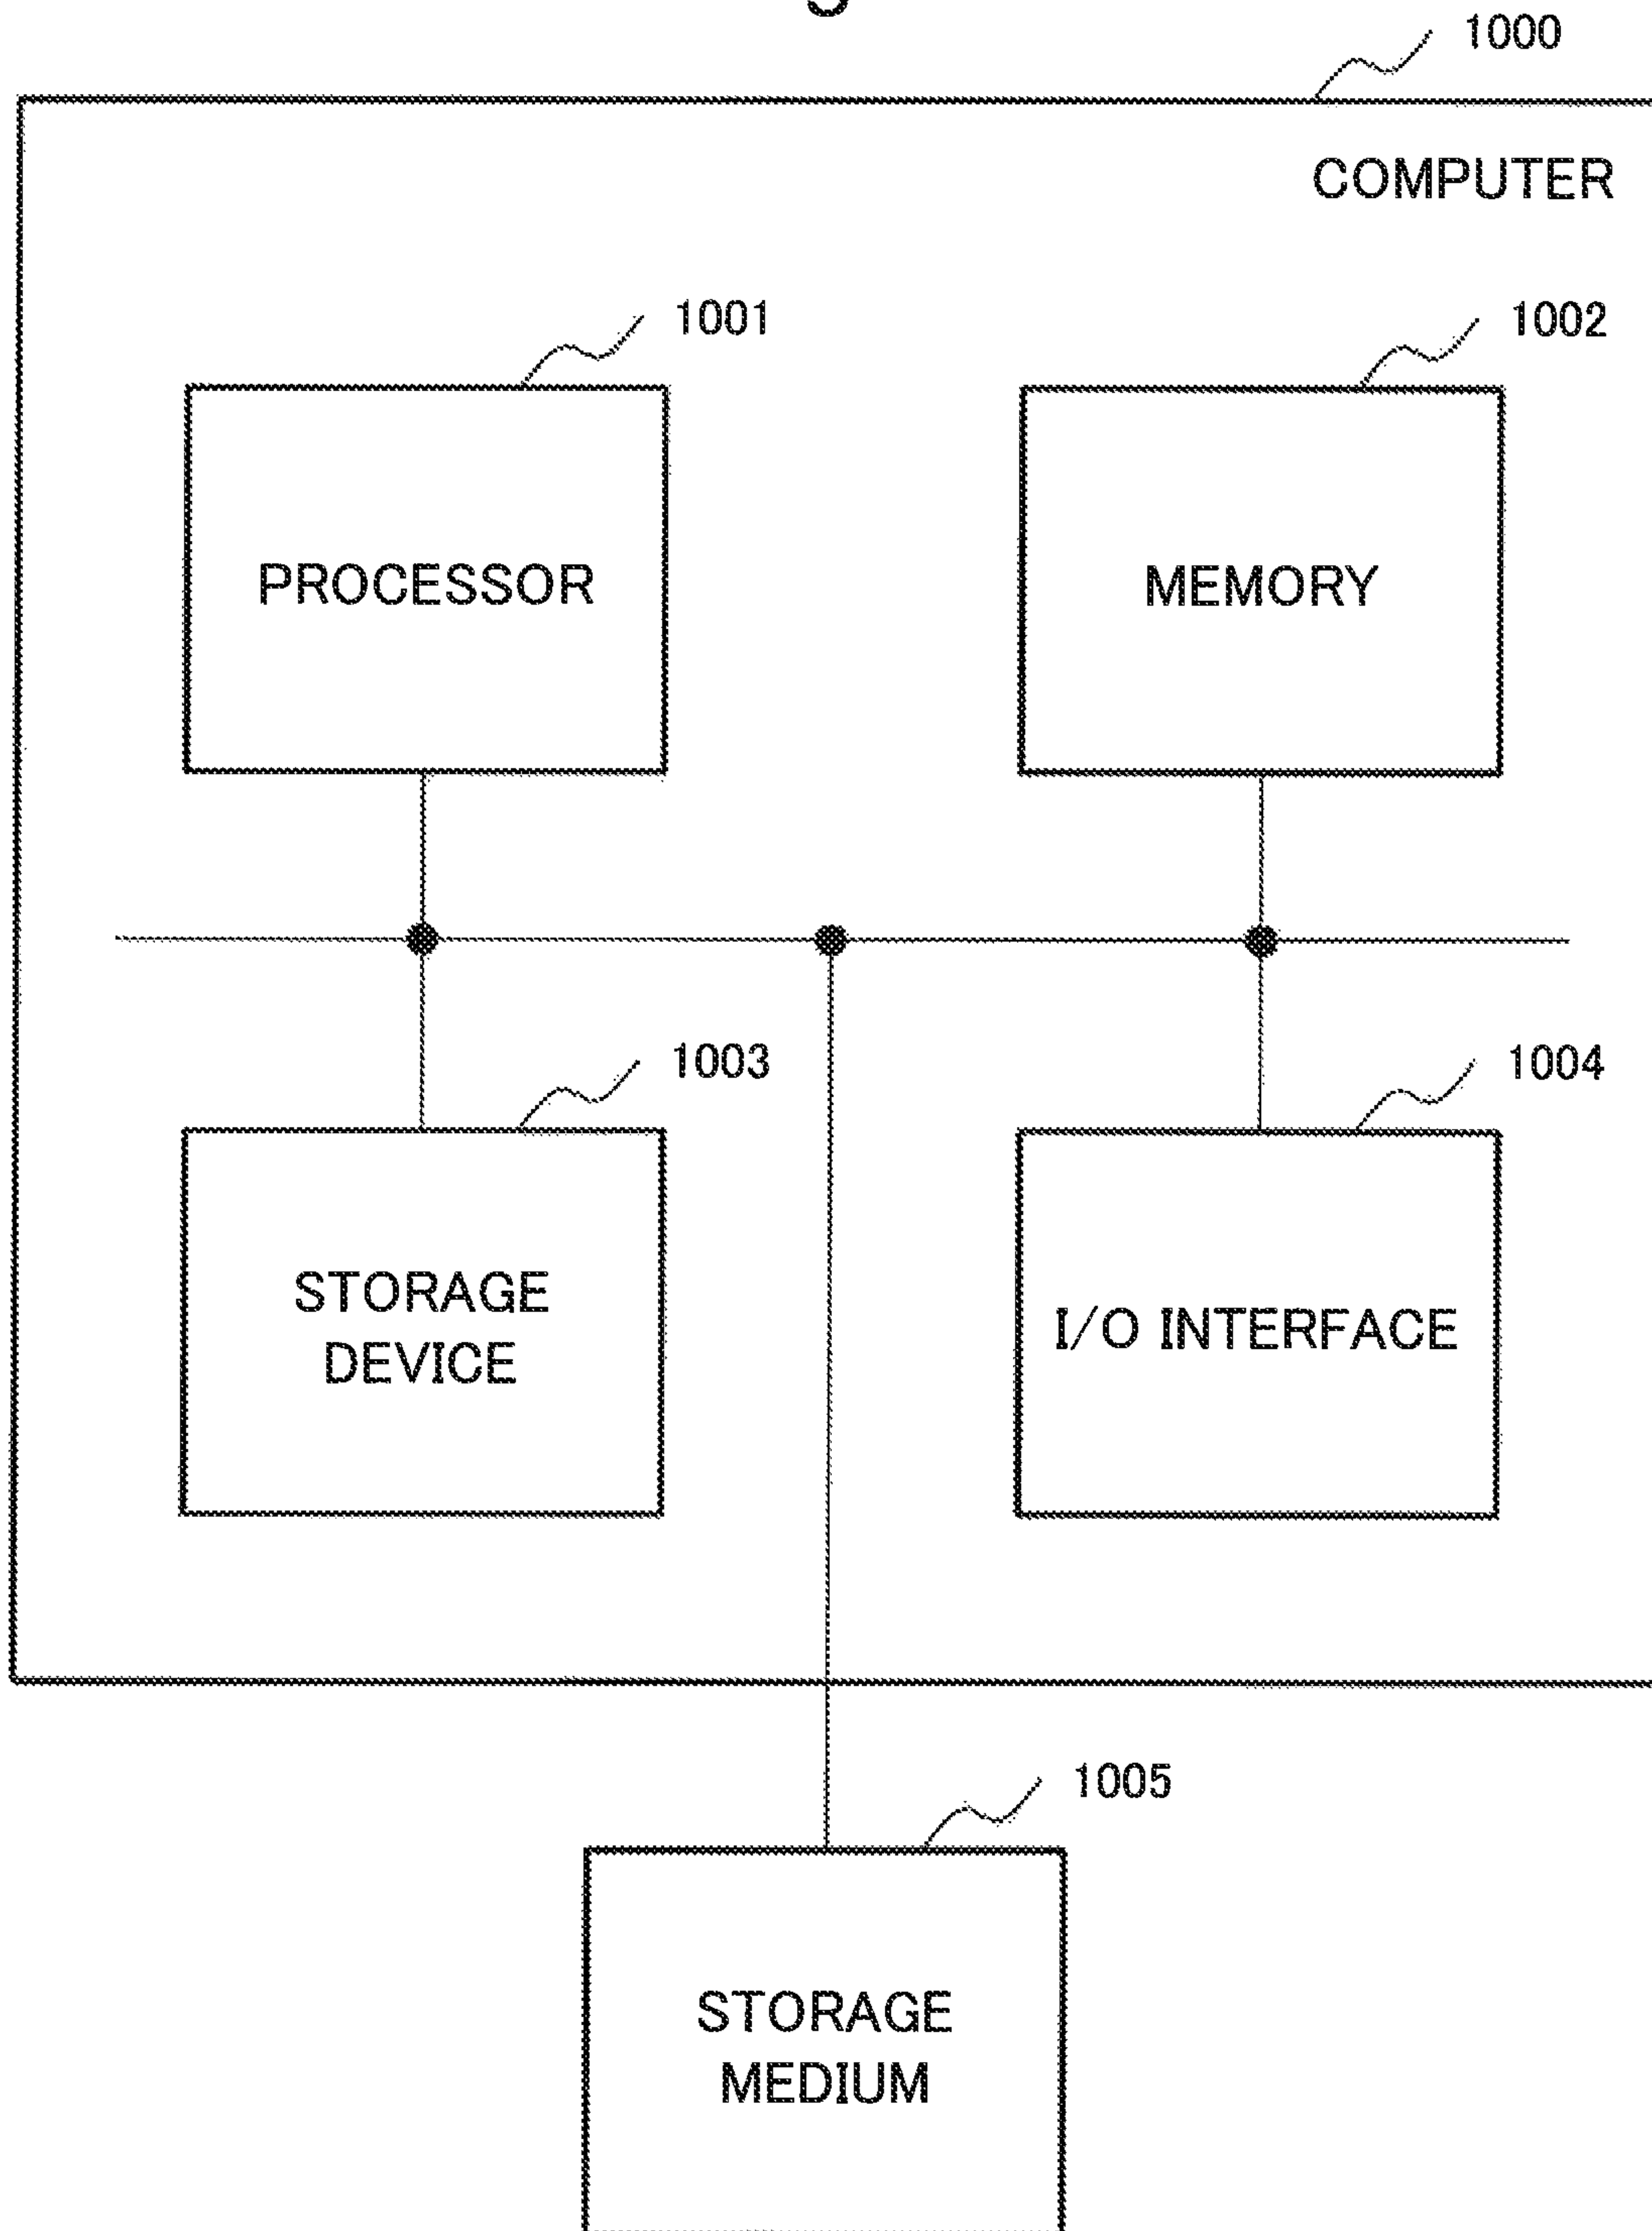 1000
COMPUTER
1001
1002
PROCESSOR
MEMORY
1003
1004
STORAGE
DEVICE
I/O INTERFACE
1005
STORAGE
MEDIUM